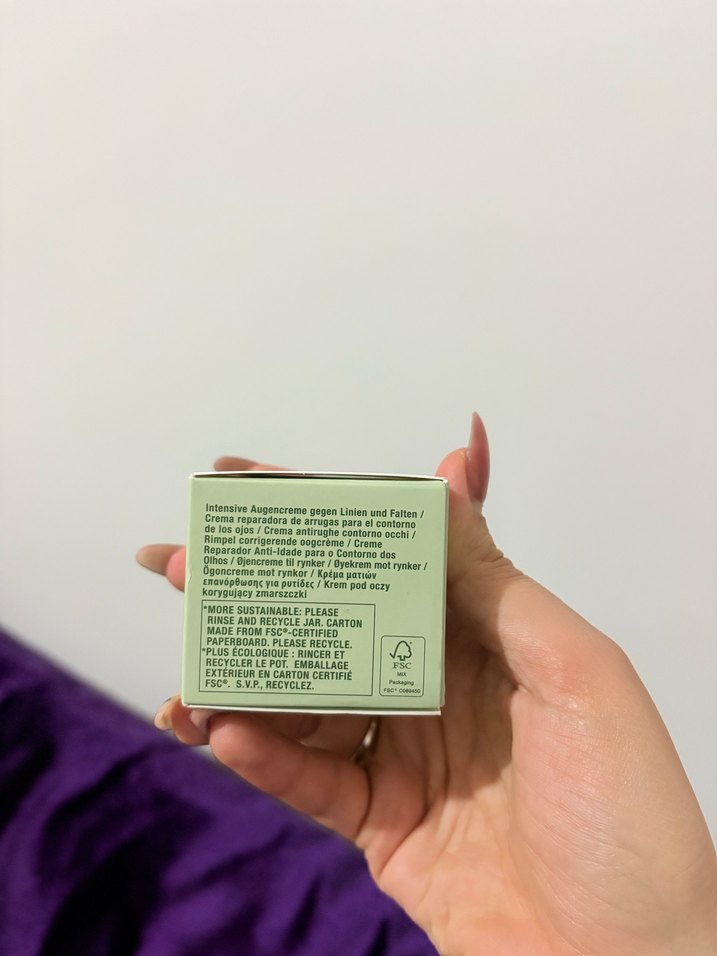 Intensive Augencreme gegen Linien und Falten /
Crema reparadora de arrugas para el contorno
de los ojos / Crema antirughe contorno occhi /
Rimpel corrigerende oogcrème / Creme
Reparador Anti-Idade para o Contorno dos
Olhos / Øjencreme til rynker / Øyekrem mot rynker /
Ögoncreme mot rynkor / Κρέμα ματιών
επανόρθωσης για ρυτίδες / Krem pod oczy
korygujący zmarszczki
*MORE SUSTAINABLE: PLEASE
RINSE AND RECYCLE JAR. CARTON
MADE FROM FSC®-CERTIFIED
PAPERBOARD. PLEASE RECYCLE.
*PLUS ÉCOLOGIQUE : RINCER ET
RECYCLER LE POT. EMBALLAGE
EXTÉRIEUR EN CARTON CERTIFIÉ
FSC®. S.V.P., RECYCLEZ.
FSC
MIX
Packaging
FSC® C089450